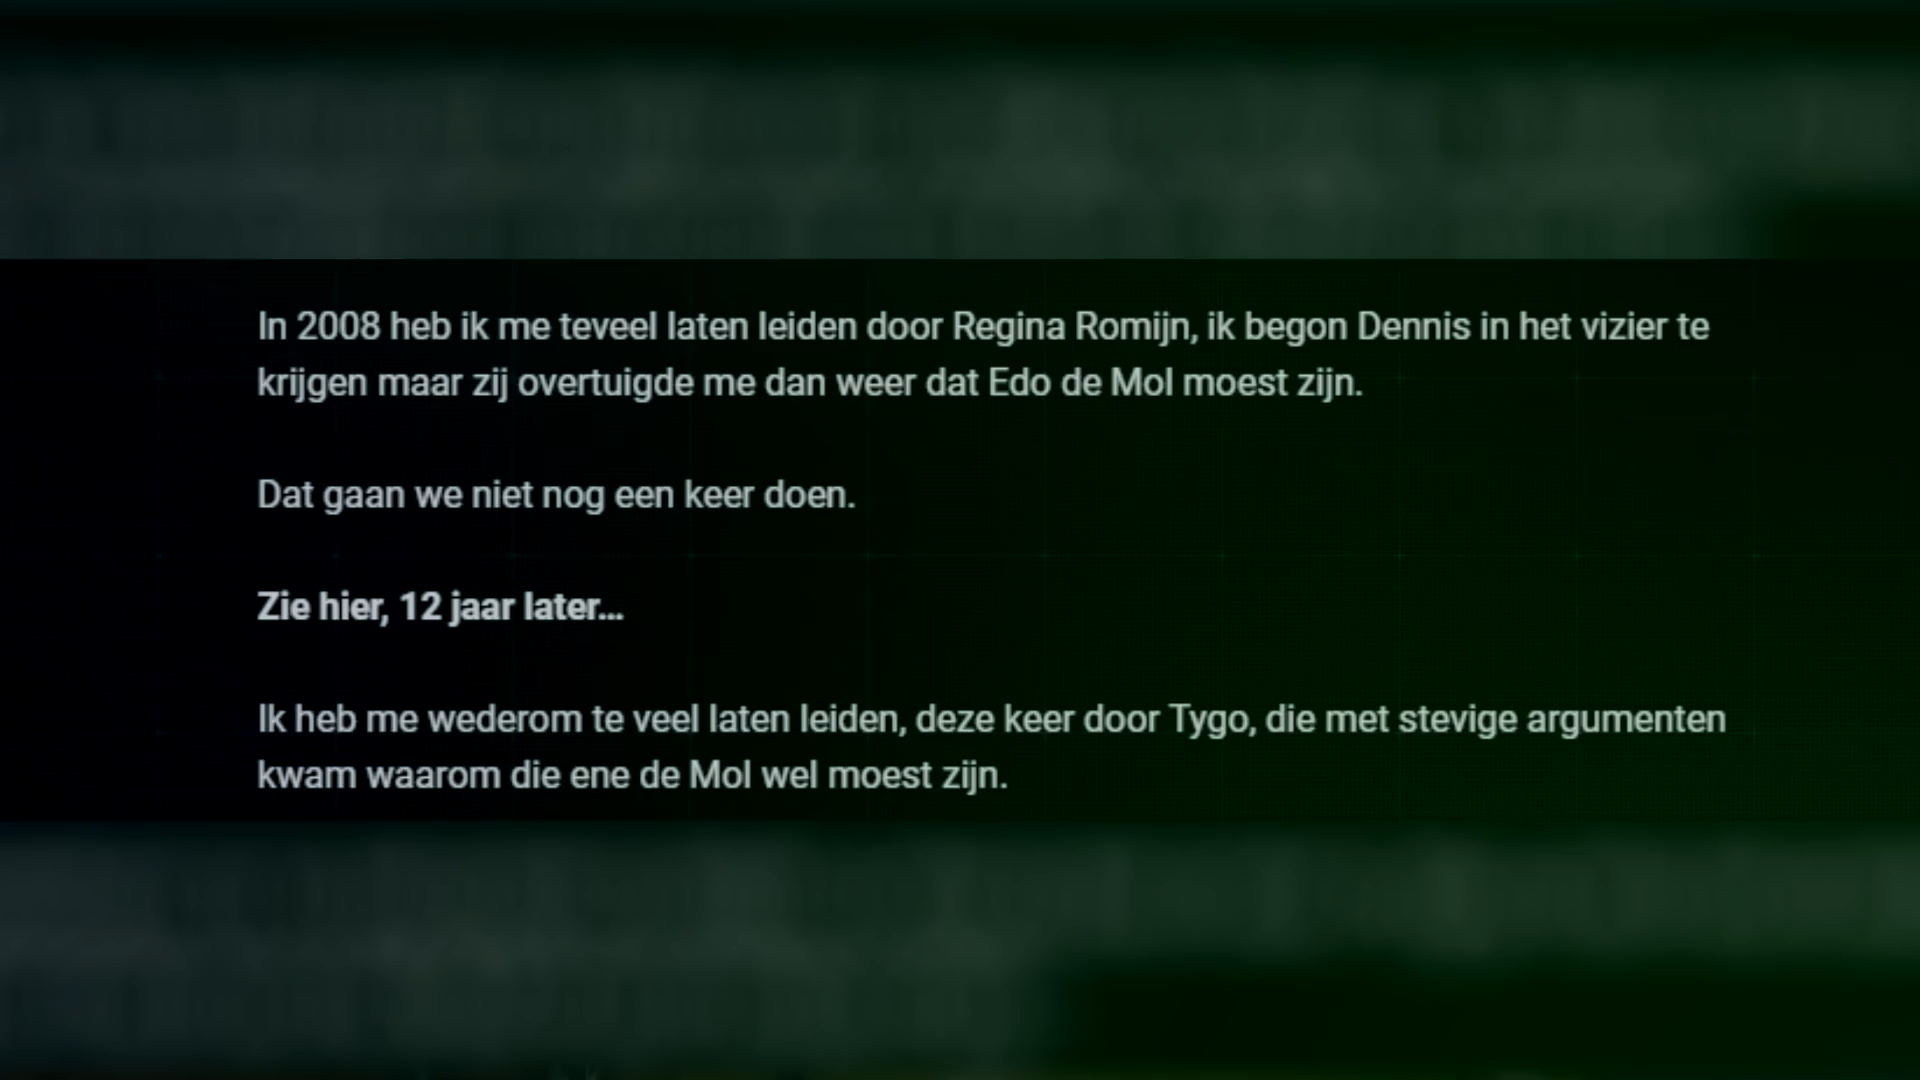 In 2008 heb ik me teveel laten leiden door Regina Romijn, ik begon Dennis in het vizier te
krijgen maar zij overtuigde me dan weer dat Edo de Mol moest zijn.
Dat gaan we niet nog een keer doen.
Zie hier, 12 jaar later...
Ik heb me wederom te veel laten leiden, deze keer door Tygo, die met stevige argumenten
kwam waarom die ene de Mol wel moest zijn.